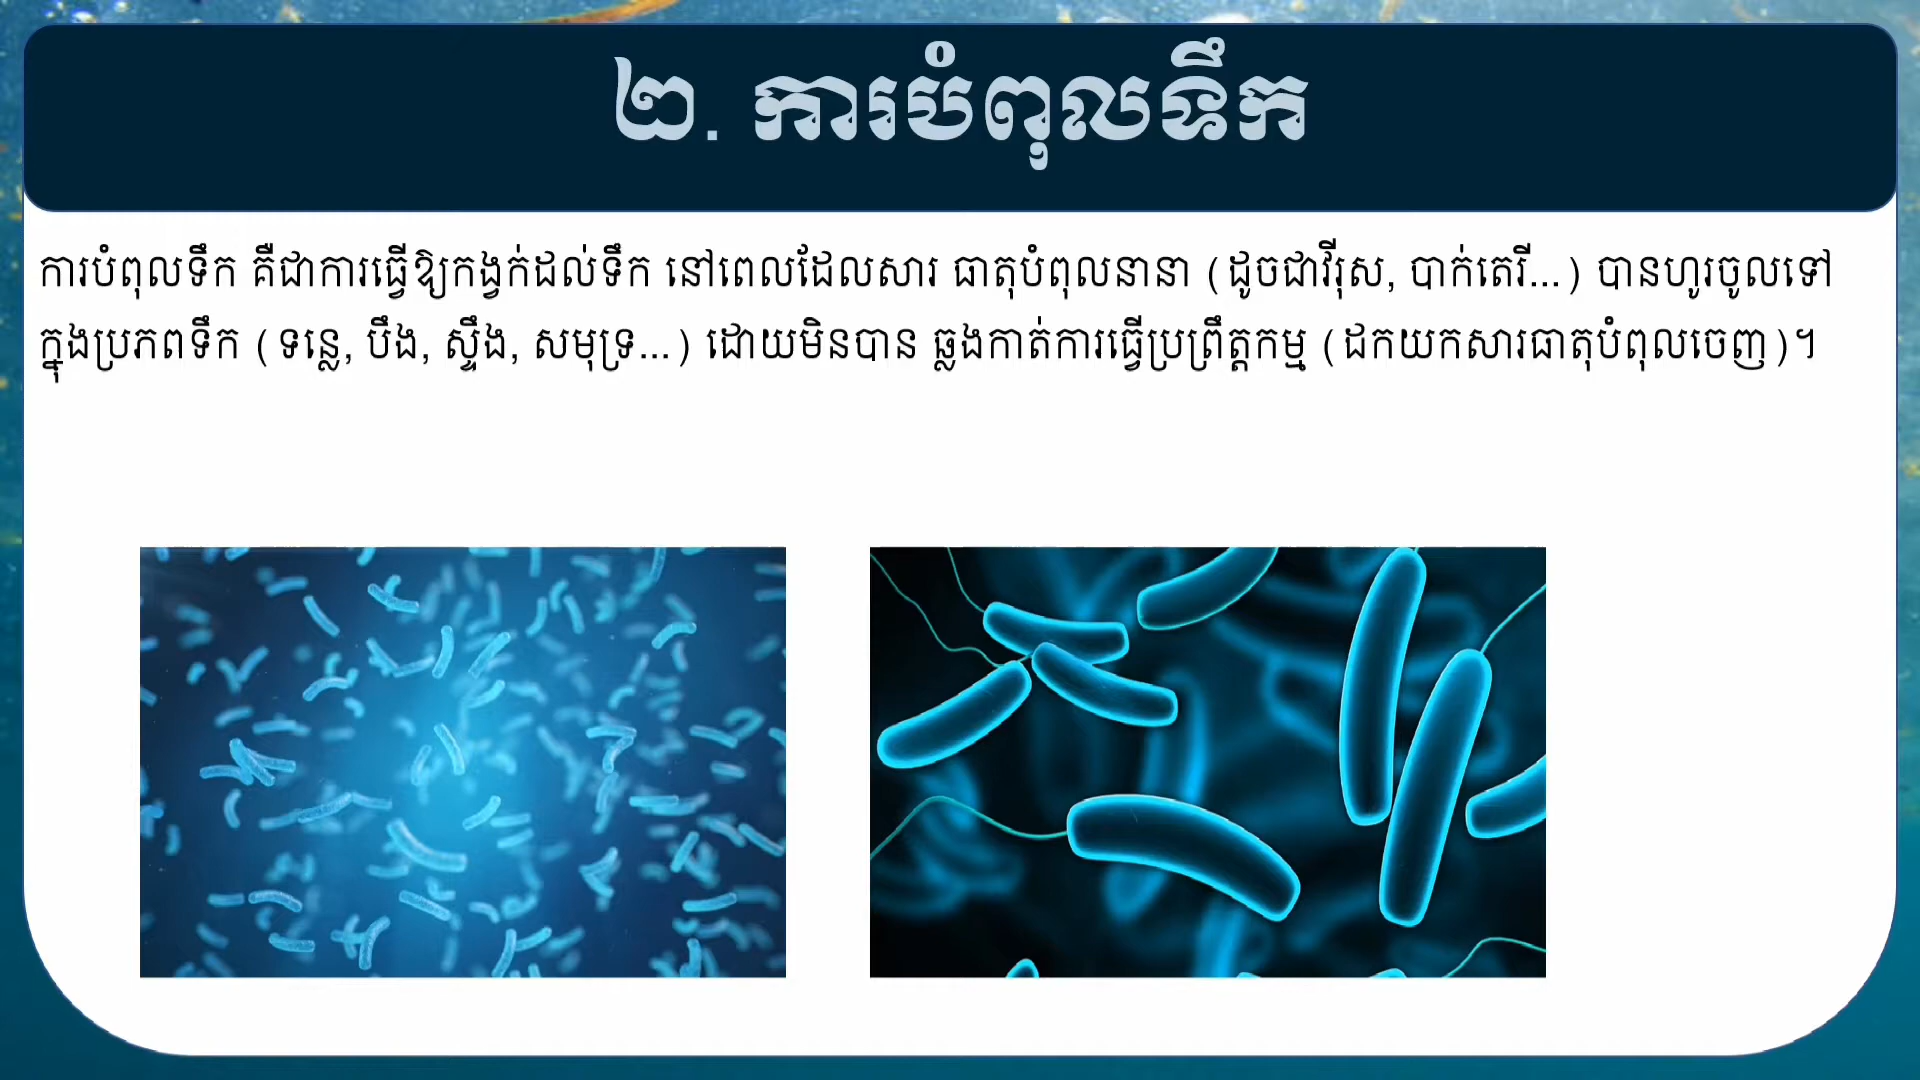 ២. ការបំពុលទឹក
ការបំពុលទឹក គឺជាការធ្វើឱ្យកង្វក់ដល់ទឹក នៅពេលដែលសារ ធាតុបំពុលនានា (ដូចជាវីរុស, បាក់តេរី...) បានហូរចូលទៅ
ក្នុងប្រភពទឹក (ទន្លេ, បឹង, ស្ទឹង, សមុទ្រ...) ដោយមិនបាន ឆ្លងកាត់ការធ្វើប្រព្រឹត្តកម្ម (ដកយកសារធាតុបំពុលចេញ)។